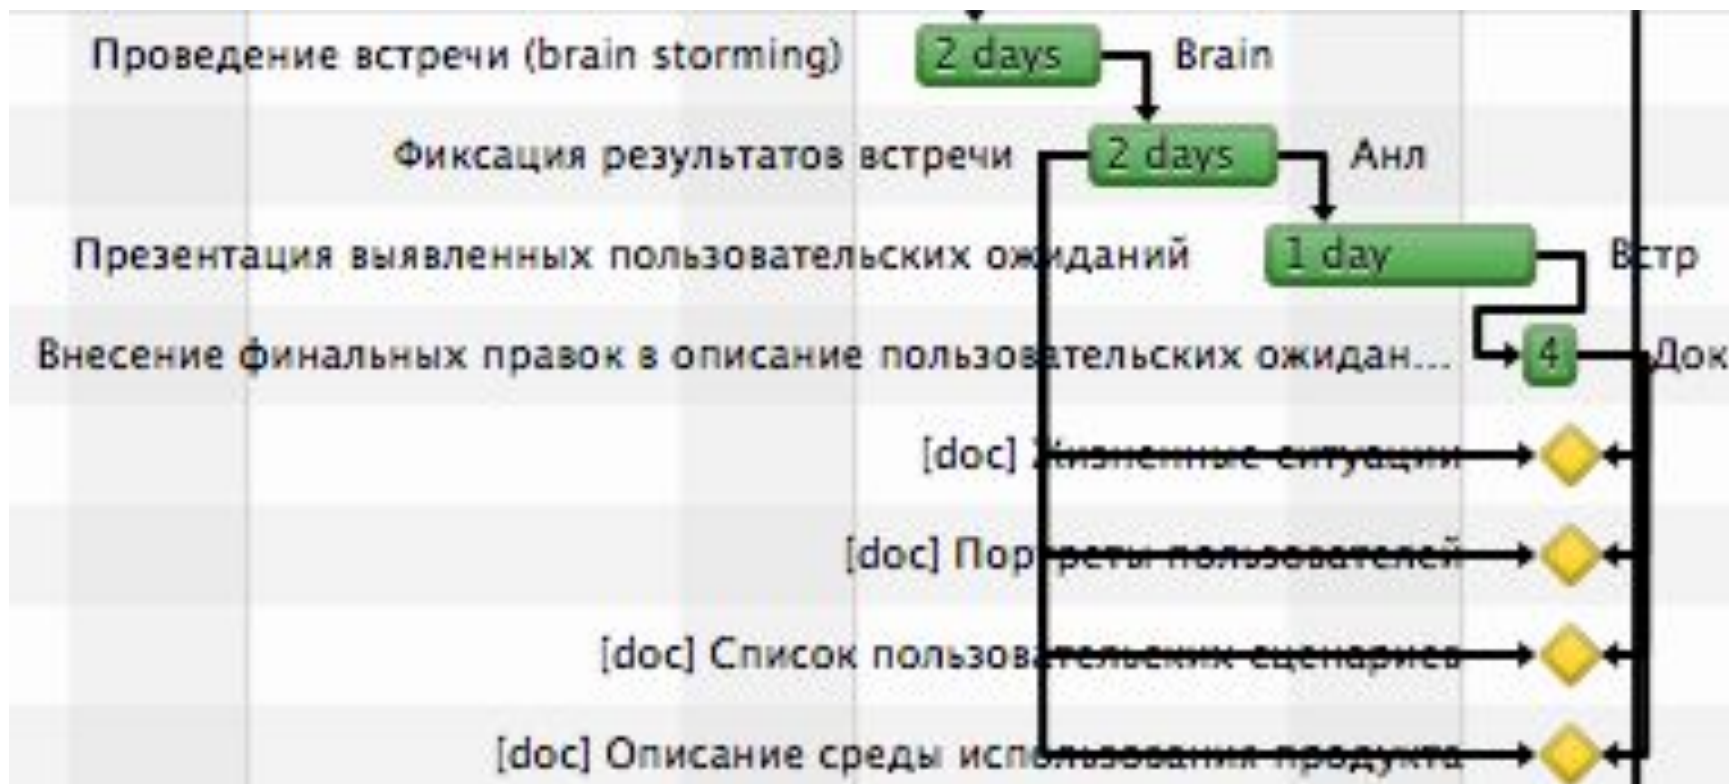 Проведение встречи (brain storming) 2 days Brain
Фиксация результатов встречи 2 days Анл
Презентация выявленных пользовательских ожиданий 1 day Встр
Внесение финальных правок в описание пользовательских ожидан... 4 Док
[doc] Жизненные ситуации
[doc] Портреты пользователей
[doc] Список пользовательских сценариев
[doc] Описание среды использования продукта